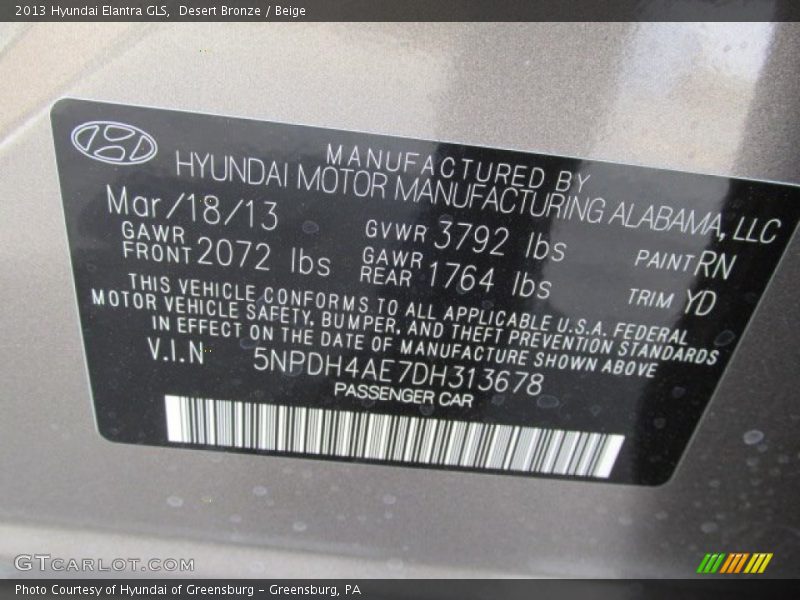 2013 Hyundai Elantra GLS,  Desert Bronze / Beige
MANUFACTURED BY
HYUNDAI MOTOR MANUFACTURING ALABAMA, LLC
Mar/18/13
GVWR 3792 lbs
PAINT RN
GAWR FRONT 2072 lbs
GAWR REAR 1764 lbs
TRIM YD
THIS VEHICLE CONFORMS TO ALL APPLICABLE U.S.A. FEDERAL
MOTOR VEHICLE SAFETY, BUMPER, AND THEFT PREVENTION STANDARDS
IN EFFECT ON THE DATE OF MANUFACTURE SHOWN ABOVE
V.I.N 5NPDH4AE7DH313678
PASSENGER CAR
GTCARLOT.COM
Photo Courtesy of Hyundai of Greensburg - Greensburg, PA